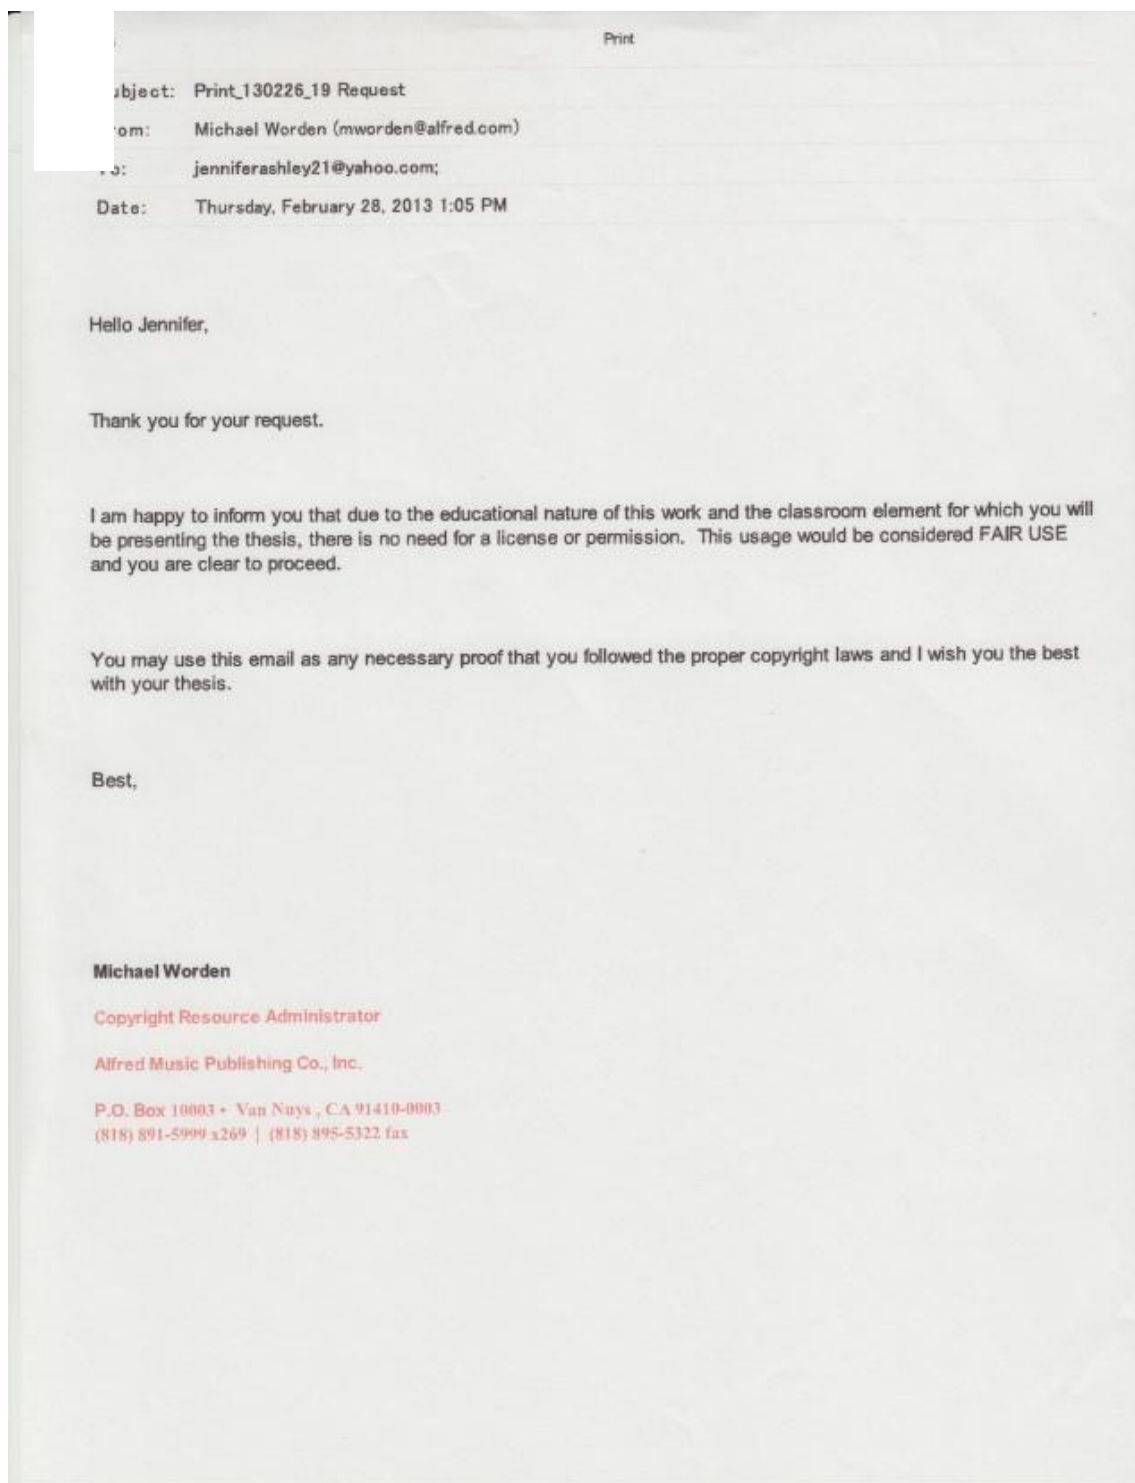 Print
ubject: Print_130226_19 Request
om: Michael Worden (mworden@alfred.com)
To: jenniferashley21@yahoo.com;
Date: Thursday, February 28, 2013 1:05 PM
Hello Jennifer,
Thank you for your request.
I am happy to inform you that due to the educational nature of this work and the classroom element for which you will
be presenting the thesis, there is no need for a license or permission. This usage would be considered FAIR USE
and you are clear to proceed.
You may use this email as any necessary proof that you followed the proper copyright laws and I wish you the best
with your thesis.
Best,
Michael Worden
Copyright Resource Administrator
Alfred Music Publishing Co., Inc.
P.O. Box 10003 • Van Nuys , CA 91410-0003
(818) 891-5999 x269 | (818) 895-5322 fax